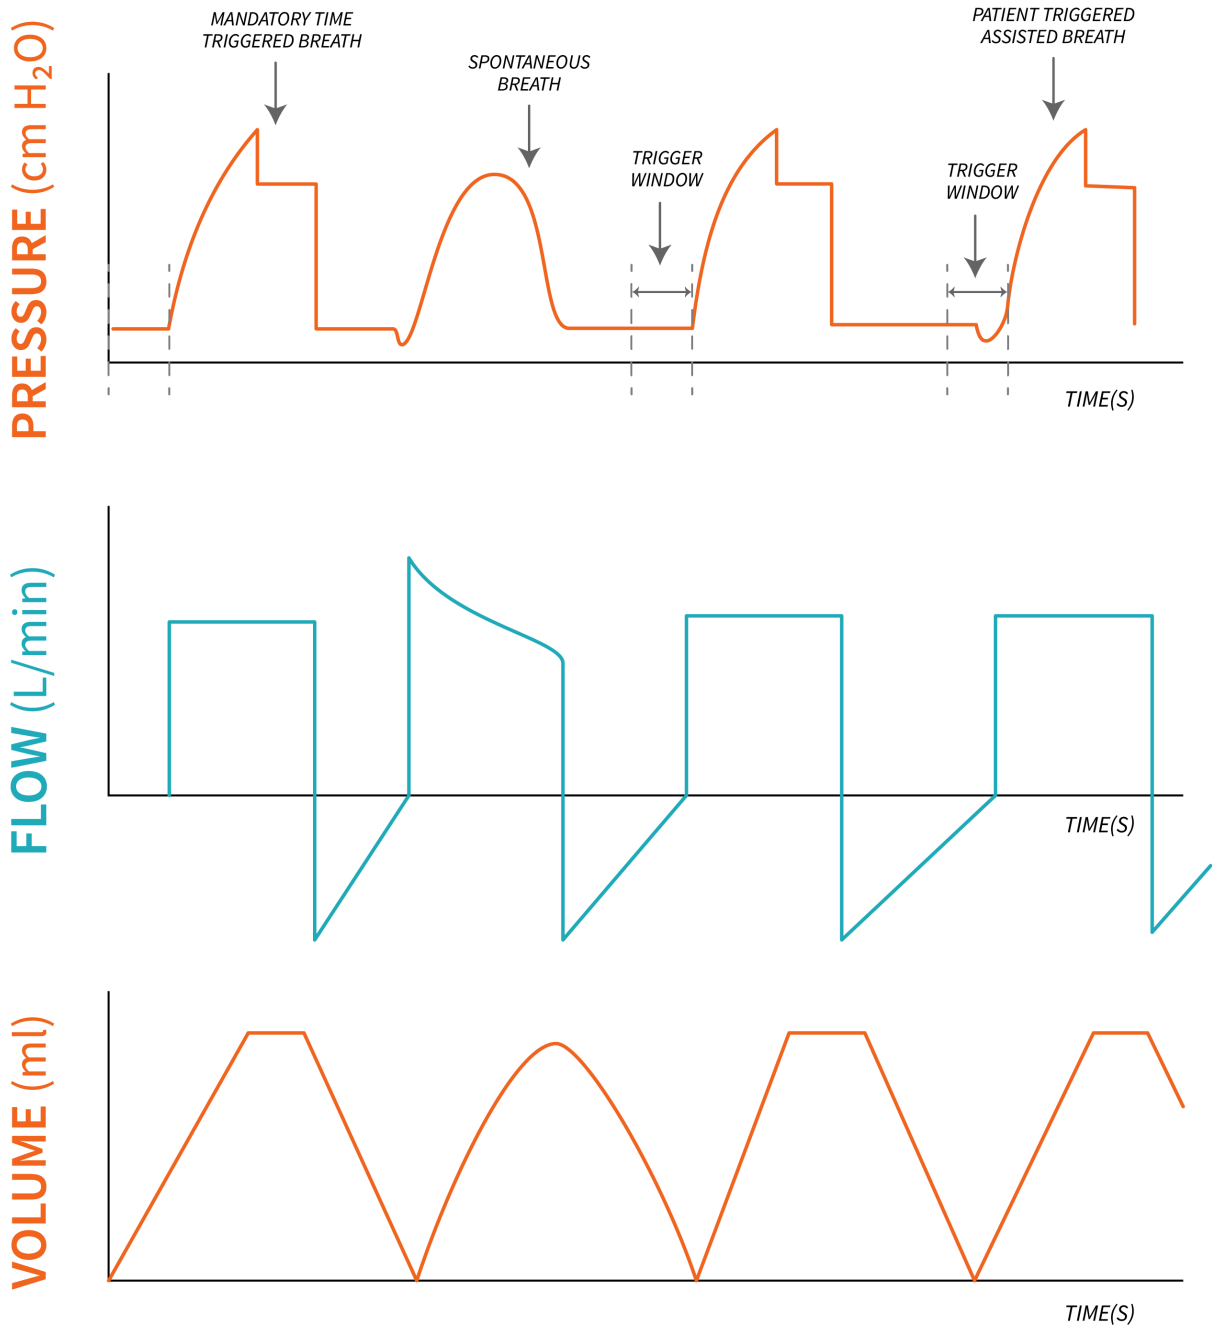 MANDATORY TIME
TRIGGERED BREATH
SPONTANEOUS
BREATH
TRIGGER
WINDOW
TRIGGER
WINDOW
PATIENT TRIGGERED
ASSISTED BREATH
PRESSURE (cm H₂O)
TIME(S)
FLOW (L/min)
TIME(S)
VOLUME (ml)
TIME(S)